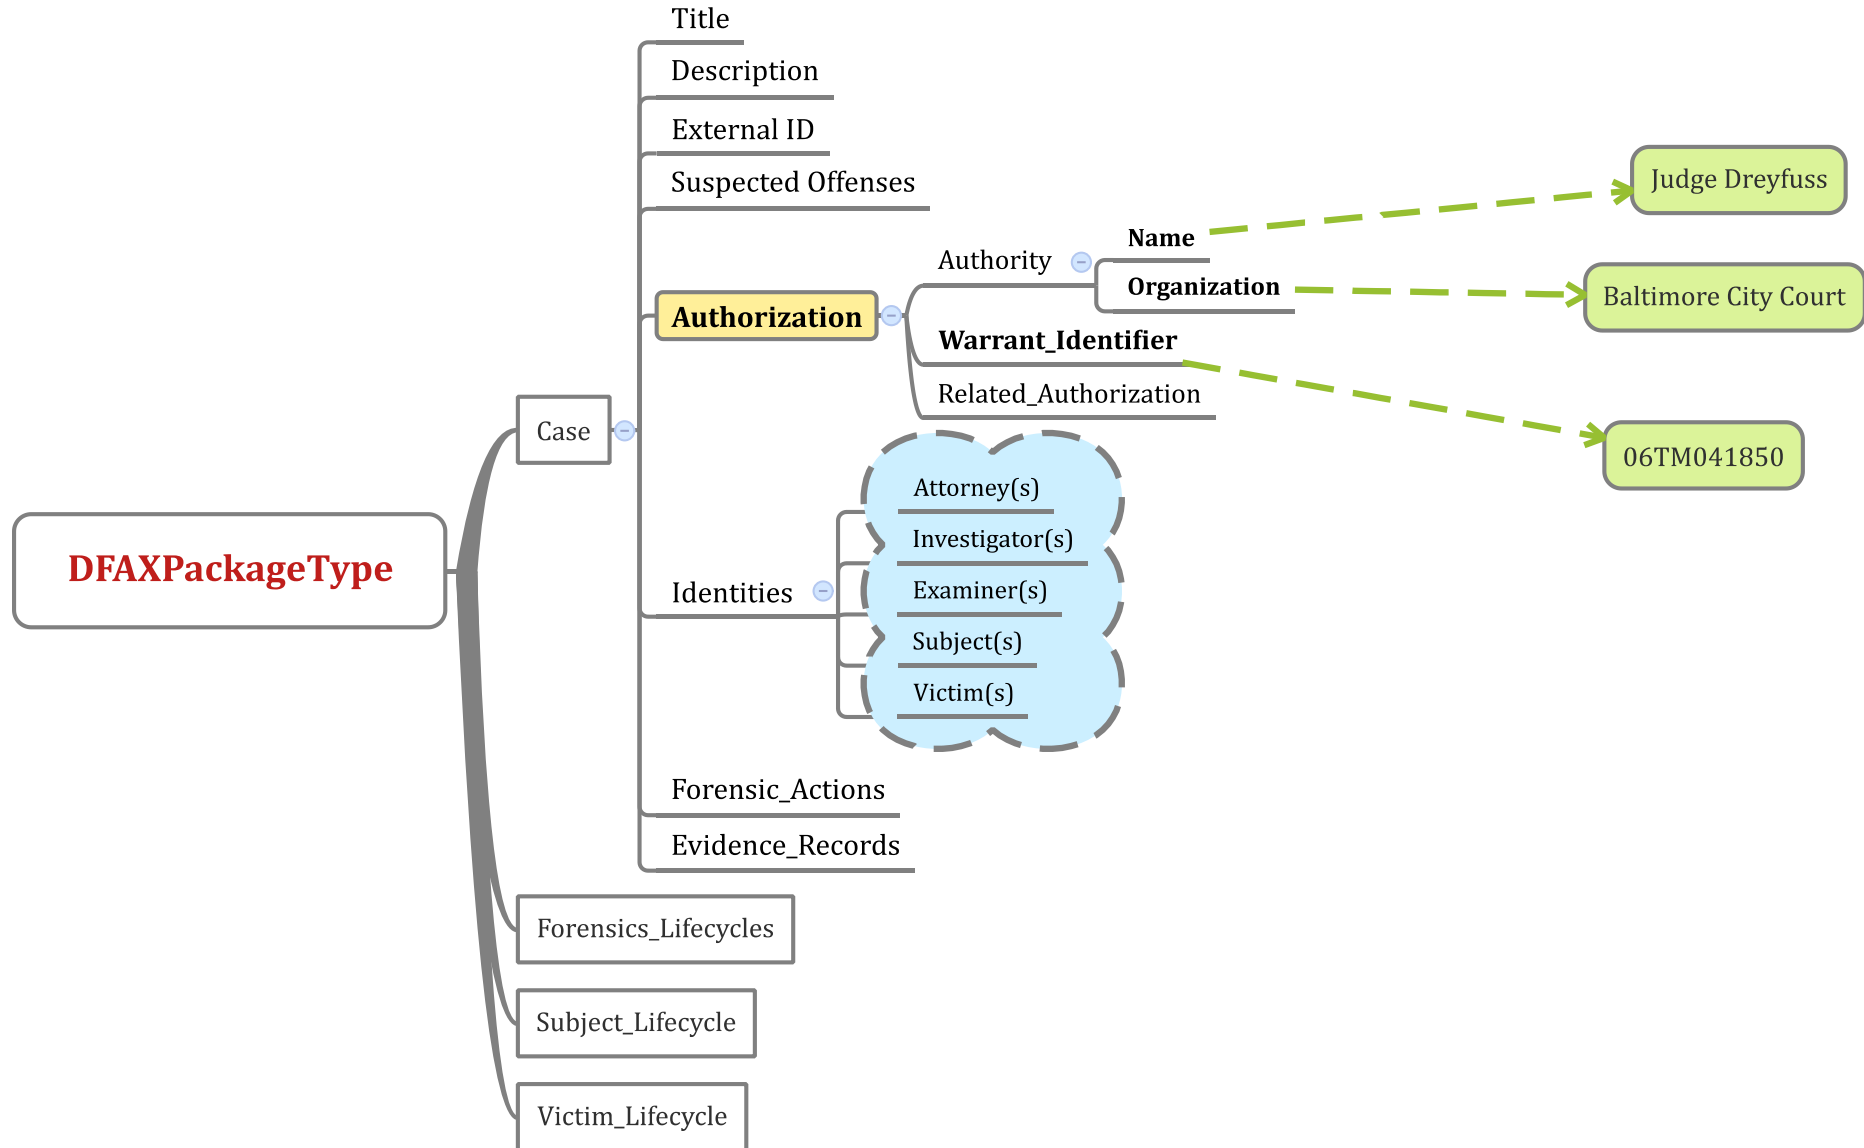 Title
Description
External ID
Suspected Offenses
Judge Dreyfuss
Name
Authority
Organization
Baltimore City Court
Authorization
Warrant_Identifier
Related_Authorization
Case
06TM041850
Attorney(s)
Investigator(s)
DFAXPackageType
Identities
Examiner(s)
Subject(s)
Victim(s)
Forensic_Actions
Evidence_Records
Forensics_Lifecycles
Subject_Lifecycle
Victim_Lifecycle